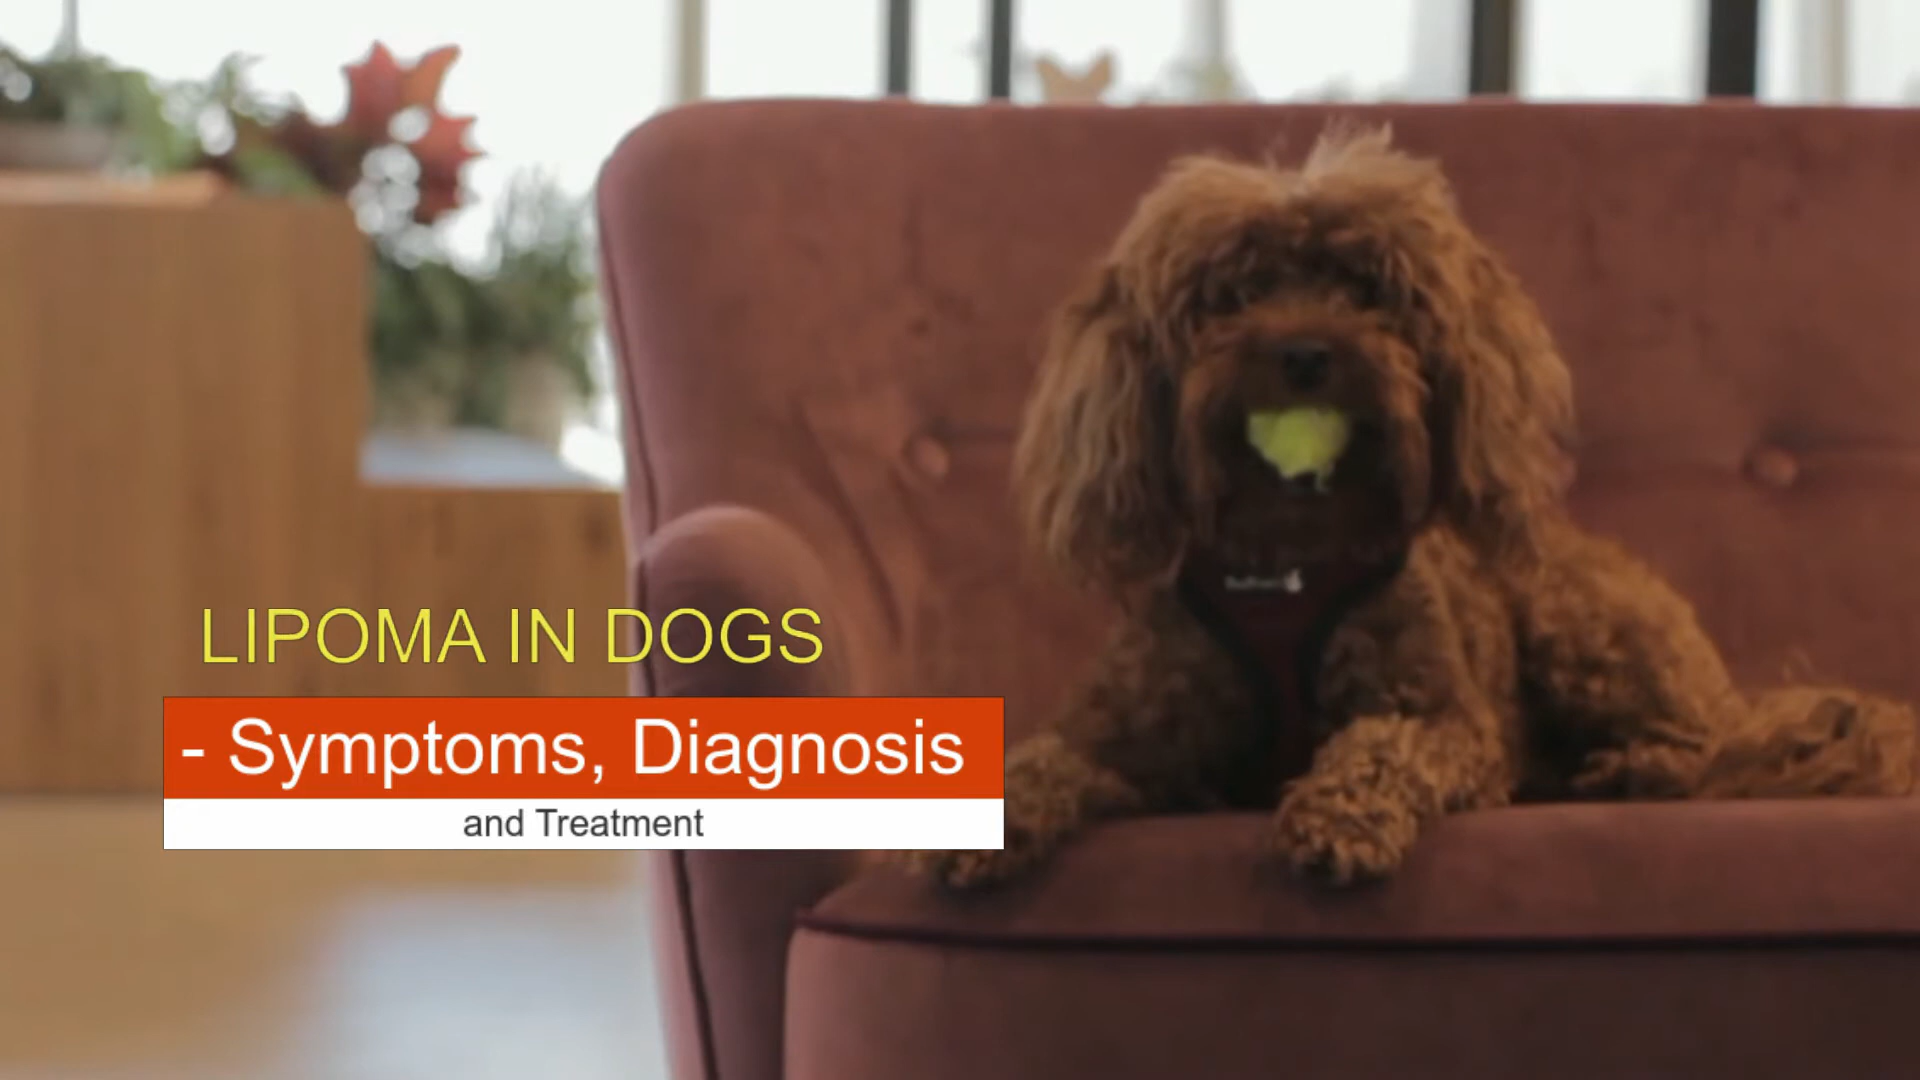 LIPOMA IN DOGS
- Symptoms, Diagnosis
and Treatment